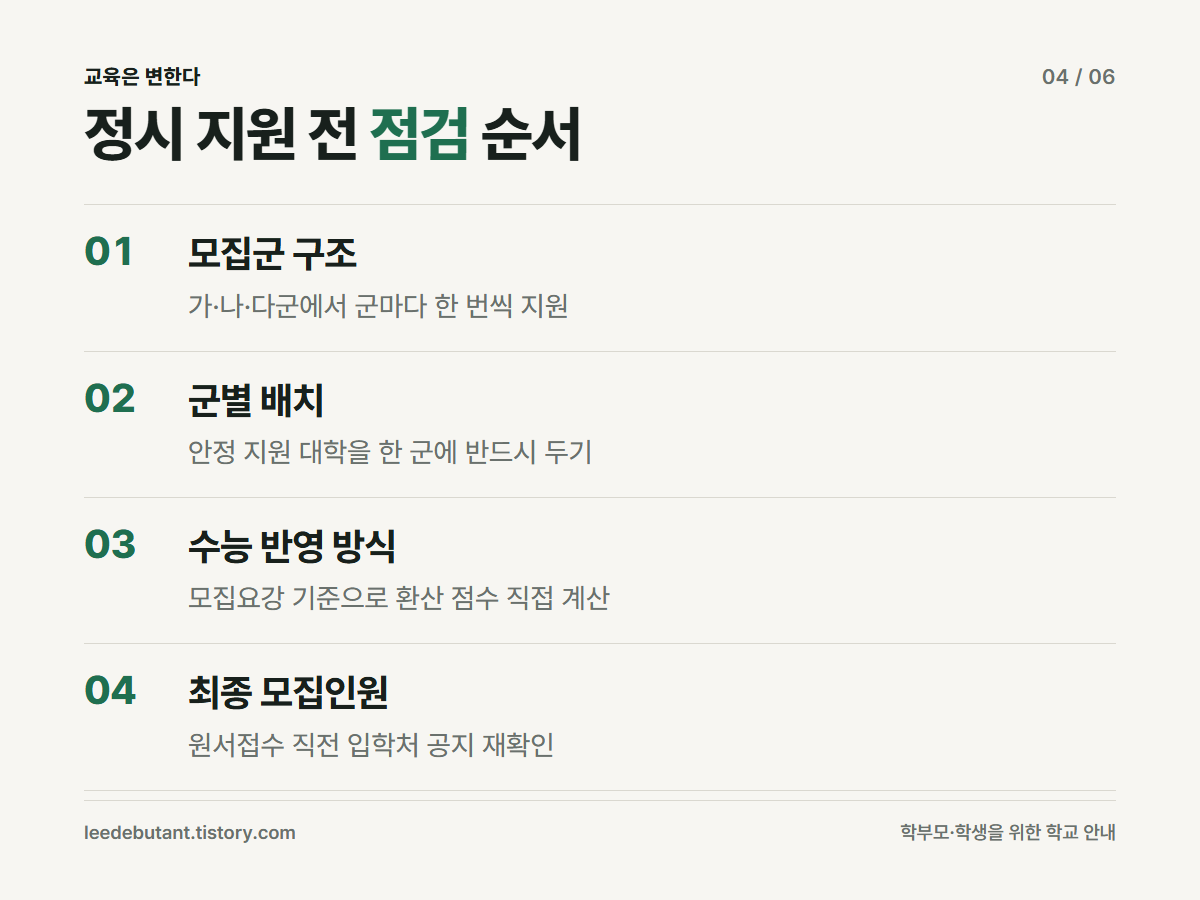 교육은 변한다
04 / 06
정시 지원 전 점검 순서
01
모집군 구조
가·나·다군에서 군마다 한 번씩 지원
02
군별 배치
안정 지원 대학을 한 군에 반드시 두기
03
수능 반영 방식
모집요강 기준으로 환산 점수 직접 계산
04
최종 모집인원
원서접수 직전 입학처 공지 재확인
leedebutant.tistory.com
학부모·학생을 위한 학교 안내